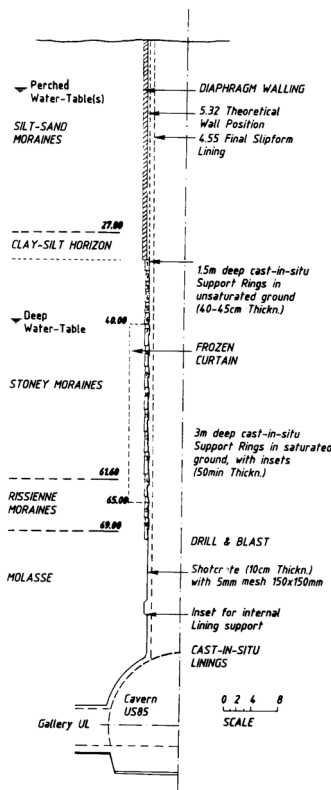 Perched
Water-Table(s)
SILT-SAND
MORAINES
27.00
CLAY-SILT HORIZON
Deep
Water-Table
40.00
STONEY MORAINES
61.60
RISSIENNE
MORAINES
65.00
69.00
MOLASSE
DIAPHRAGM WALLING
5.32 Theoretical
Wall Position
4.55 Final Slipform
Lining
1.5m deep cast-in-situ
Support Rings in
unsaturated ground
(40-45cm Thickn.)
FROZEN
CURTAIN
3m deep cast-in-situ
Support Rings in saturated
ground, with insets
(50min Thickn.)
DRILL & BLAST
Shotcrete (10cm Thickn.)
with 5mm mesh 150x150mm
Inset for internal
Lining support
CAST-IN-SITU
LININGS
Cavern
US85
Gallery UL
0 2 4 8
SCALE